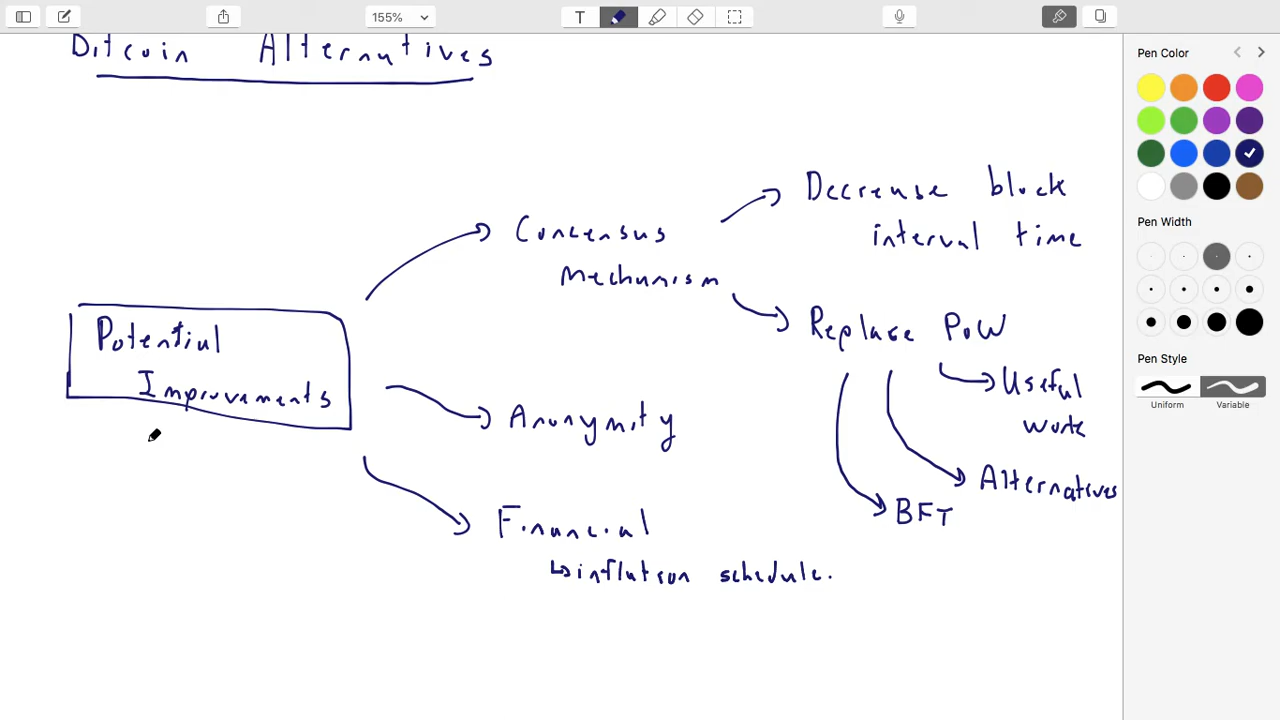 155%
T
Bitcoin Alternatives
Pen Color
Decrease block
interval time
Consensus
Mechanism
Pen Width
Potential
Improvements
Replace PoW
Useful
work
Pen Style
Uniform
Variable
Anonymity
Alternatives
BFT
Financial
↳inflation schedule.